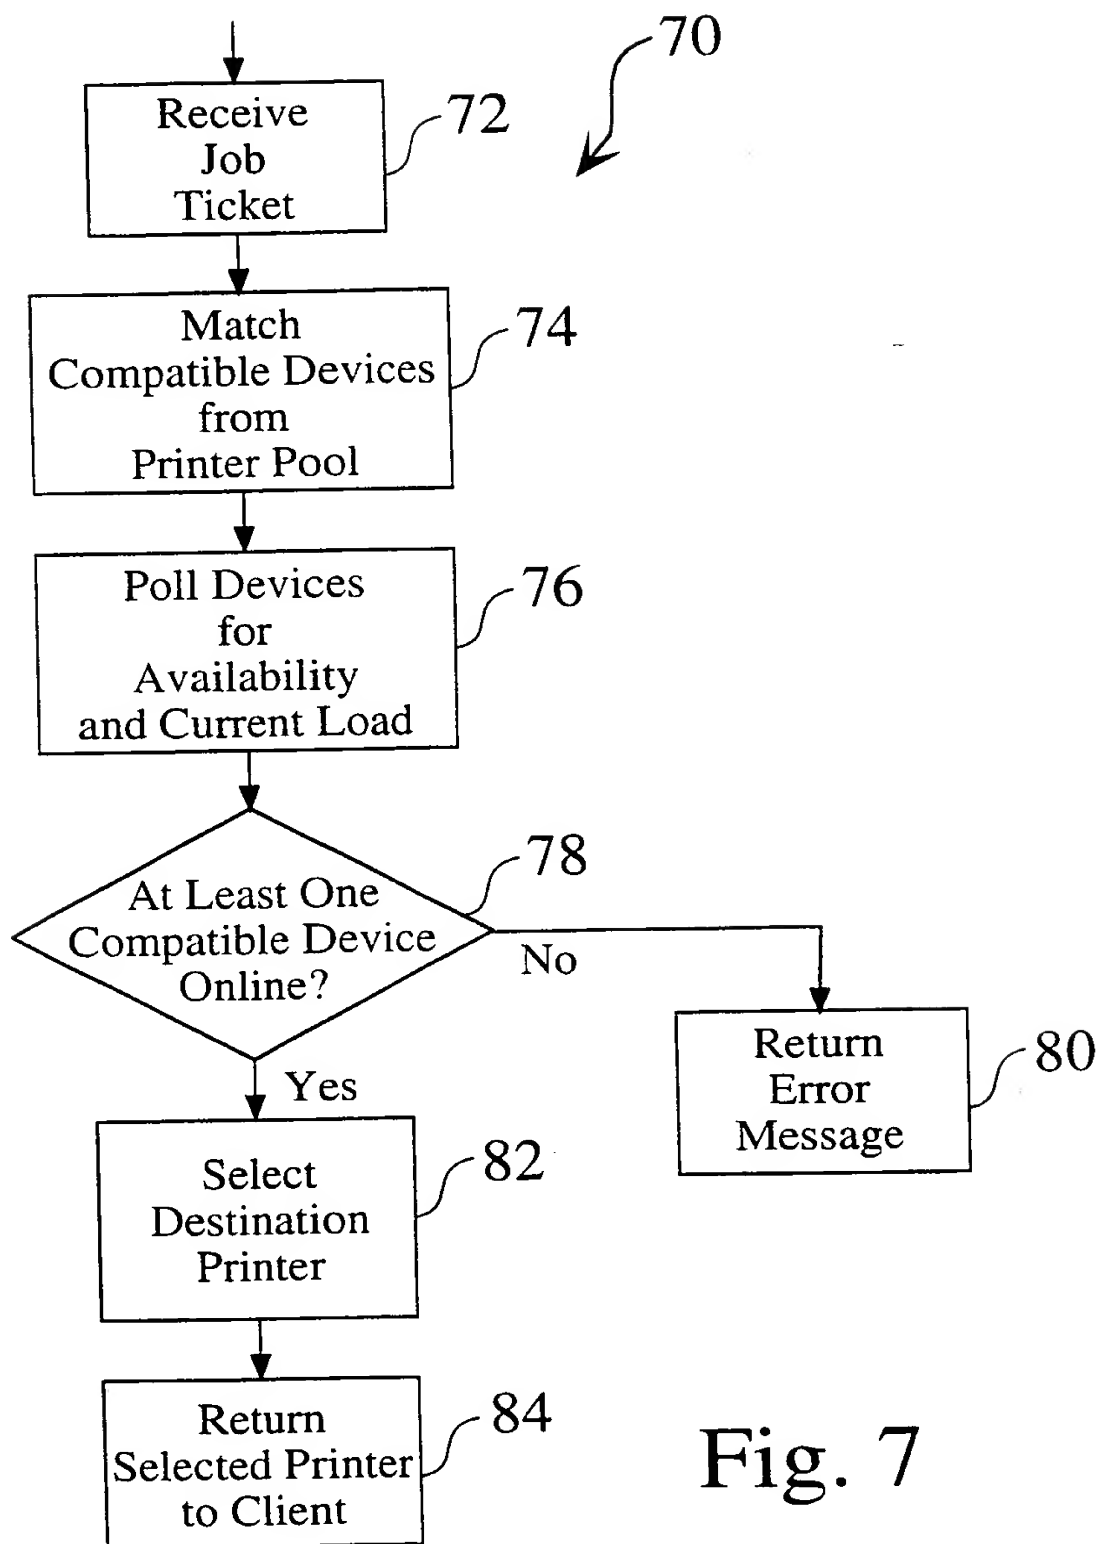 70
Receive
Job
Ticket
72
Match
Compatible Devices
from
Printer Pool
74
Poll Devices
for
Availability
and Current Load
76
At Least One
Compatible Device
Online?
78
No
Return
Error
Message
80
Yes
Select
Destination
Printer
82
Return
Selected Printer
to Client
84
Fig. 7